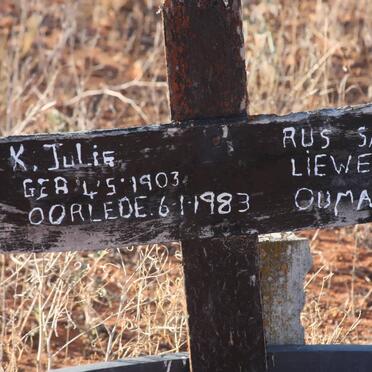 K. Julie
GEB 4.5.1903
OORLEDE. 6.1.1983
RUS SA
LIEWE
OUMA